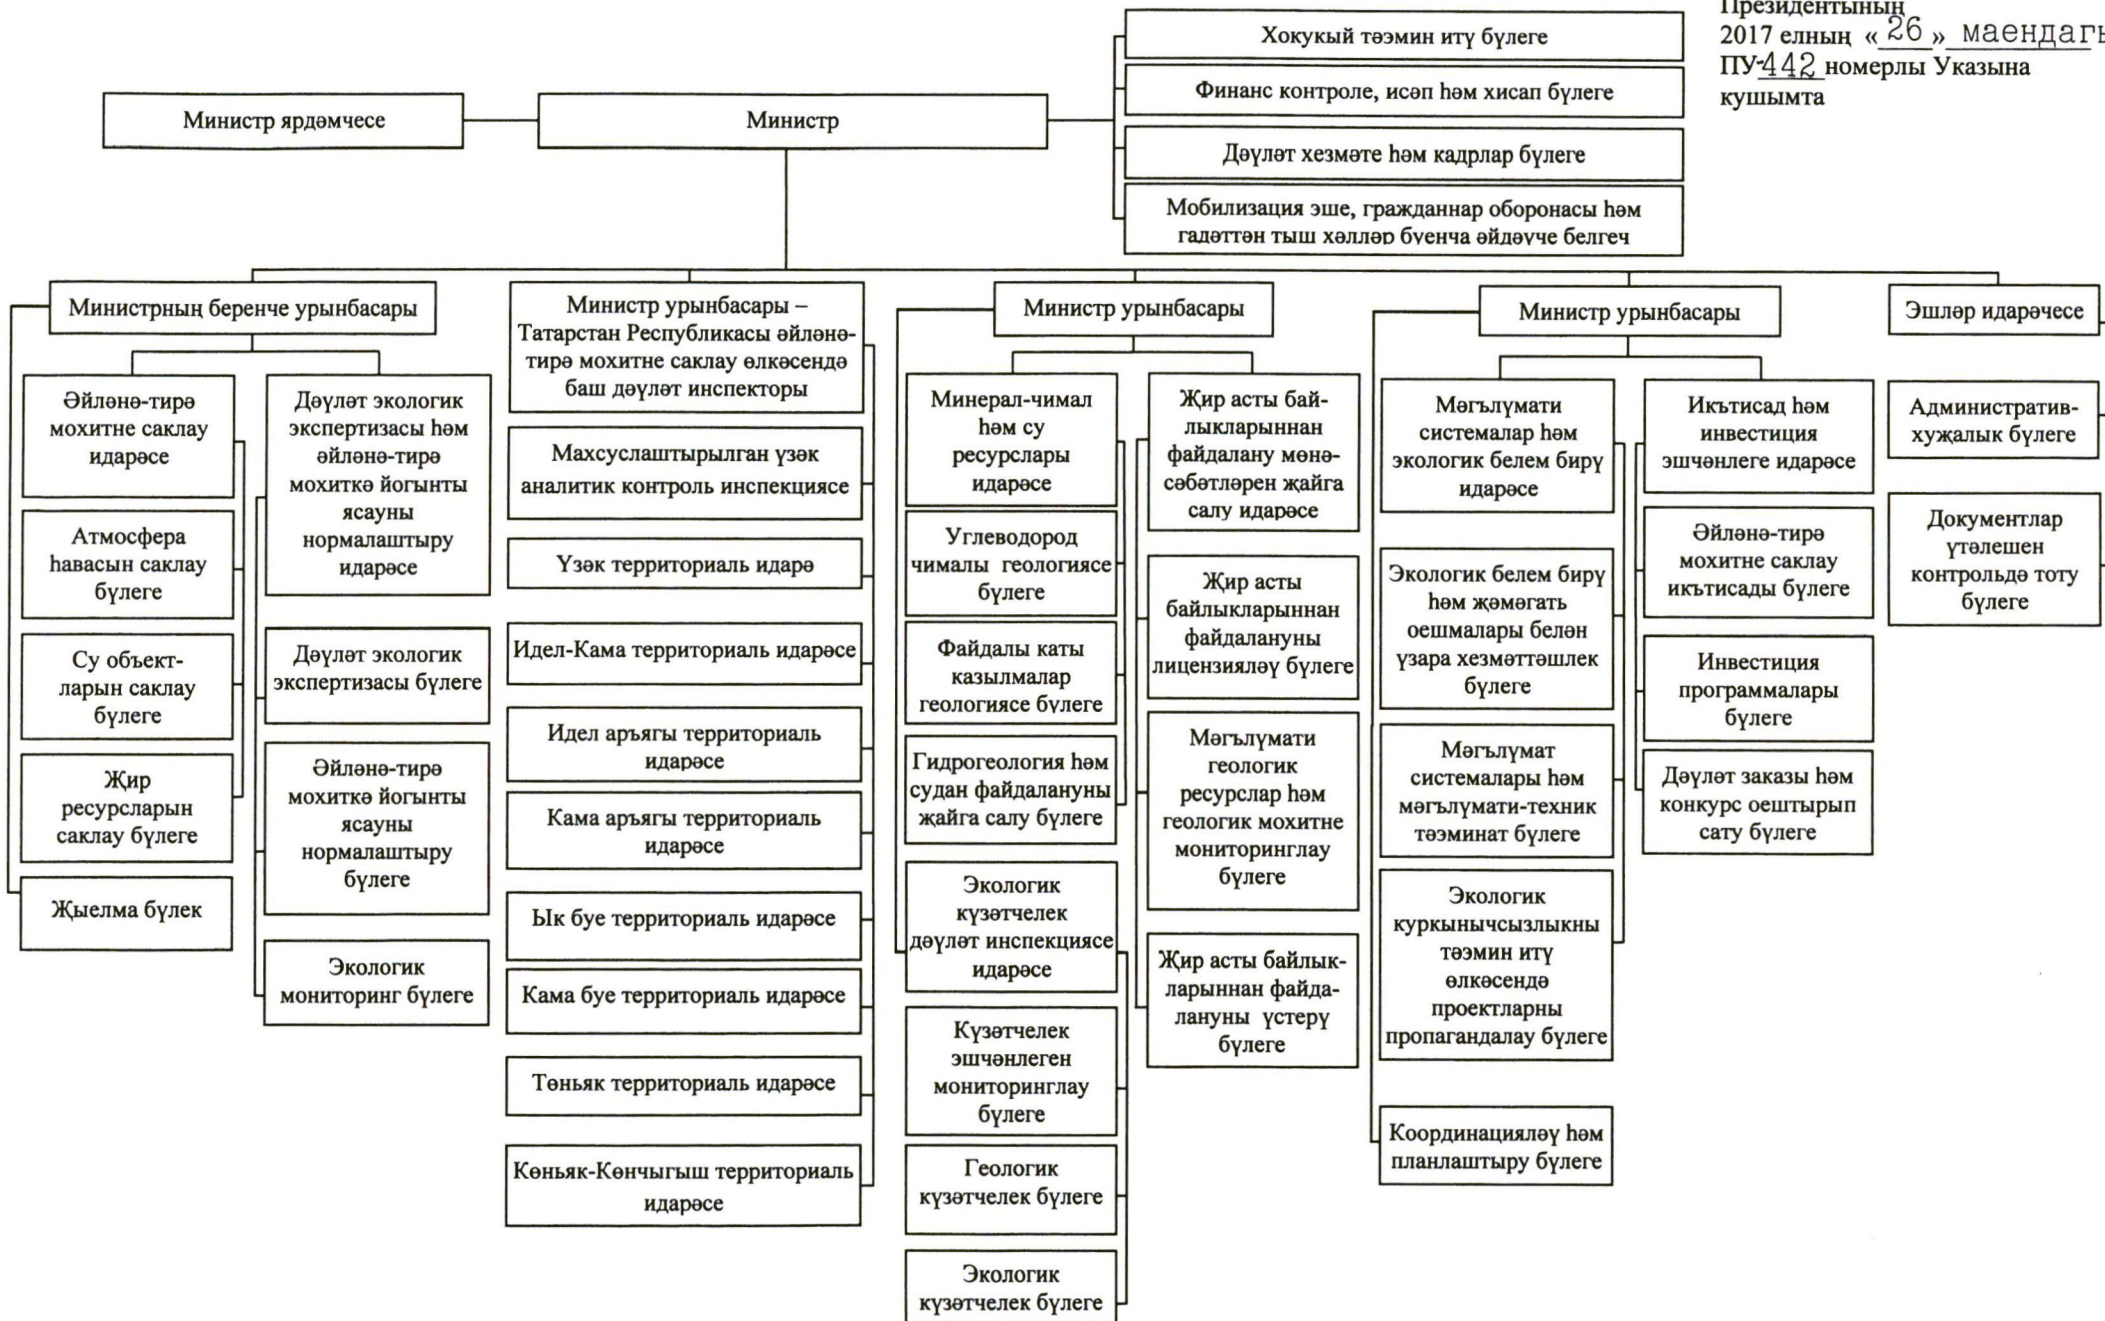 Президентының
2017 елның «26» маендагы
ПУ-442 номерлы Указына
кушымта
Хокукый тәэмин итү бүлеге
Финанс контроле, исәп һәм хисап бүлеге
Дәүләт хезмәте һәм кадрлар бүлеге
Мобилизация эше, гражданнар оборонасы һәм
гадәттән тыш хәлләр буенча әйдәүче белгеч
Министр ярдәмчесе
Министр
Министрның беренче урынбасары
Әйләнә-тирә
мохитне саклау
идарәсе
Атмосфера
һавасын саклау
бүлеге
Су объект-
ларын саклау
бүлеге
Җир
ресурсларын
саклау бүлеге
Җыелма бүлек
Дәүләт экологик
экспертизасы һәм
әйләнә-тирә
мохиткә йогынты
ясауны
нормалаштыру
идарәсе
Дәүләт экологик
экспертизасы бүлеге
Әйләнә-тирә
мохиткә йогынты
ясауны
нормалаштыру
бүлеге
Экологик
мониторинг бүлеге
Министр урынбасары –
Татарстан Республикасы әйләнә-
тирә мохитне саклау өлкәсендә
баш дәүләт инспекторы
Махсуслаштырылган үзәк
аналитик контроль инспекциясе
Үзәк территориаль идарә
Идел-Кама территориаль идарәсе
Идел аръягы территориаль
идарәсе
Кама аръягы территориаль
идарәсе
Ык буе территориаль идарәсе
Кама буе территориаль идарәсе
Төньяк территориаль идарәсе
Көньяк-Көнчыгыш территориаль
идарәсе
Министр урынбасары
Минерал-чимал
һәм су
ресурслары
идарәсе
Углеводород
чималы геологиясе
бүлеге
Файдалы каты
казылмалар
геологиясе бүлеге
Гидрогеология һәм
судан файдалануны
җайга салу бүлеге
Экологик
күзәтчелек
дәүләт инспекциясе
идарәсе
Күзәтчелек
эшчәнлеген
мониторинглау
бүлеге
Геологик
күзәтчелек бүлеге
Экологик
күзәтчелек бүлеге
Җир асты бай-
лыкларыннан
файдалану мөнә-
сәбәтләрен җайга
салу идарәсе
Җир асты
байлыкларыннан
файдалануны
лицензияләү бүлеге
Мәгълүмати
геологик
ресурслар һәм
геологик мохитне
мониторинглау
бүлеге
Җир асты байлык-
ларыннан файда-
лануны үстерү
бүлеге
Министр урынбасары
Мәгълүмати
системалар һәм
экологик белем бирү
идарәсе
Экологик белем бирү
һәм җәмәгать
оешмалары белән
үзара хезмәттәшлек
бүлеге
Мәгълүмат
системалары һәм
мәгълүмати-техник
тәэминат бүлеге
Экологик
куркынычсызлыкны
тәэмин итү
өлкәсендә
проектларны
пропагандалау бүлеге
Координацияләү һәм
планлаштыру бүлеге
Икътисад һәм
инвестиция
эшчәнлеге идарәсе
Әйләнә-тирә
мохитне саклау
икътисады бүлеге
Инвестиция
программалары
бүлеге
Дәүләт заказы һәм
конкурс оештырып
сату бүлеге
Эшләр идарәчесе
Административ-
хуҗалык бүлеге
Документлар
үтәлешен
контрольдә тоту
бүлеге